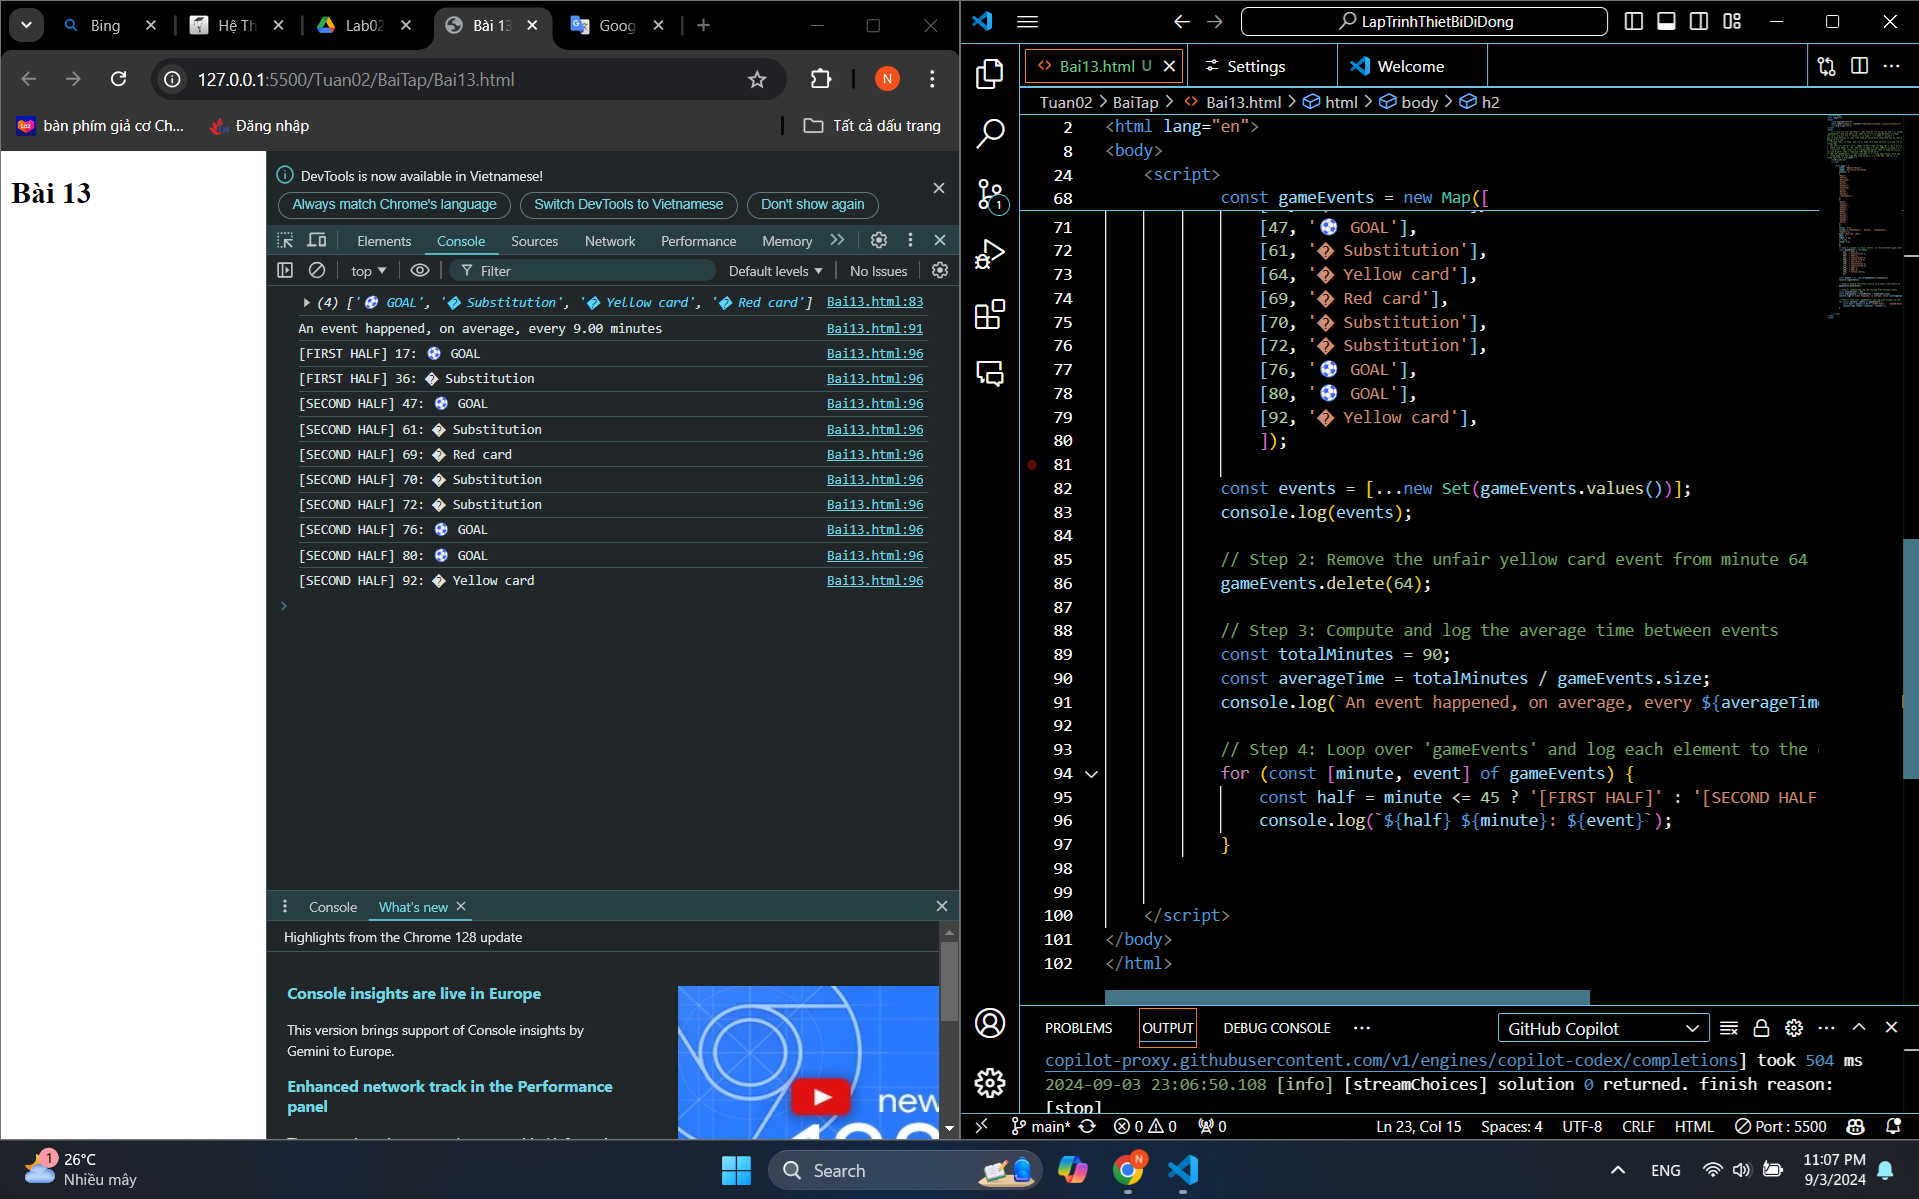 Bing
Hệ Th
Lab02
Bài 13
Goog
127.0.0.1:5500/Tuan02/BaiTap/Bai13.html
N
bàn phím giả cơ Ch...
Đăng nhập
Tất cả dấu trang
Bài 13
DevTools is now available in Vietnamese!
Always match Chrome's language
Switch DevTools to Vietnamese
Don't show again
Elements
Console
Sources
Network
Performance
Memory
top
Filter
Default levels
No Issues
(4) ['⚽ GOAL', '� Substitution', '� Yellow card', '� Red card'] Bai13.html:83
An event happened, on average, every 9.00 minutes Bai13.html:91
[FIRST HALF] 17: ⚽ GOAL Bai13.html:96
[FIRST HALF] 36: � Substitution Bai13.html:96
[SECOND HALF] 47: ⚽ GOAL Bai13.html:96
[SECOND HALF] 61: � Substitution Bai13.html:96
[SECOND HALF] 69: � Red card Bai13.html:96
[SECOND HALF] 70: � Substitution Bai13.html:96
[SECOND HALF] 72: � Substitution Bai13.html:96
[SECOND HALF] 76: ⚽ GOAL Bai13.html:96
[SECOND HALF] 80: ⚽ GOAL Bai13.html:96
[SECOND HALF] 92: � Yellow card Bai13.html:96
Console
What's new
Highlights from the Chrome 128 update
Console insights are live in Europe
This version brings support of Console insights by
Gemini to Europe.
Enhanced network track in the Performance
panel
new
LapTrinhThietBiDiDong
Bai13.html U
Settings
Welcome
Tuan02 > BaiTap > Bai13.html > html > body > h2
2 <html lang="en">
8 <body>
24 <script>
68 const gameEvents = new Map([
71 [47, '⚽ GOAL'],
72 [61, '� Substitution'],
73 [64, '� Yellow card'],
74 [69, '� Red card'],
75 [70, '� Substitution'],
76 [72, '� Substitution'],
77 [76, '⚽ GOAL'],
78 [80, '⚽ GOAL'],
79 [92, '� Yellow card'],
80 ]);
81
82 const events = [...new Set(gameEvents.values())];
83 console.log(events);
84
85 // Step 2: Remove the unfair yellow card event from minute 64
86 gameEvents.delete(64);
87
88 // Step 3: Compute and log the average time between events
89 const totalMinutes = 90;
90 const averageTime = totalMinutes / gameEvents.size;
91 console.log(`An event happened, on average, every ${averageTim
92
93 // Step 4: Loop over 'gameEvents' and log each element to the
94 for (const [minute, event] of gameEvents) {
95 const half = minute <= 45 ? '[FIRST HALF]' : '[SECOND HALF
96 console.log(`${half} ${minute}: ${event}`);
97 }
98
99
100 </script>
101 </body>
102 </html>
1
PROBLEMS
OUTPUT
DEBUG CONSOLE
GitHub Copilot
copilot-proxy.githubusercontent.com/v1/engines/copilot-codex/completions] took 504 ms
2024-09-03 23:06:50.108 [info] [streamChoices] solution 0 returned. finish reason:
[stop]
main*
0 0
0
Ln 23, Col 15
Spaces: 4
UTF-8
CRLF
HTML
Port : 5500
1
26°C
Nhiều mây
Search
N
ENG
11:07 PM
9/3/2024